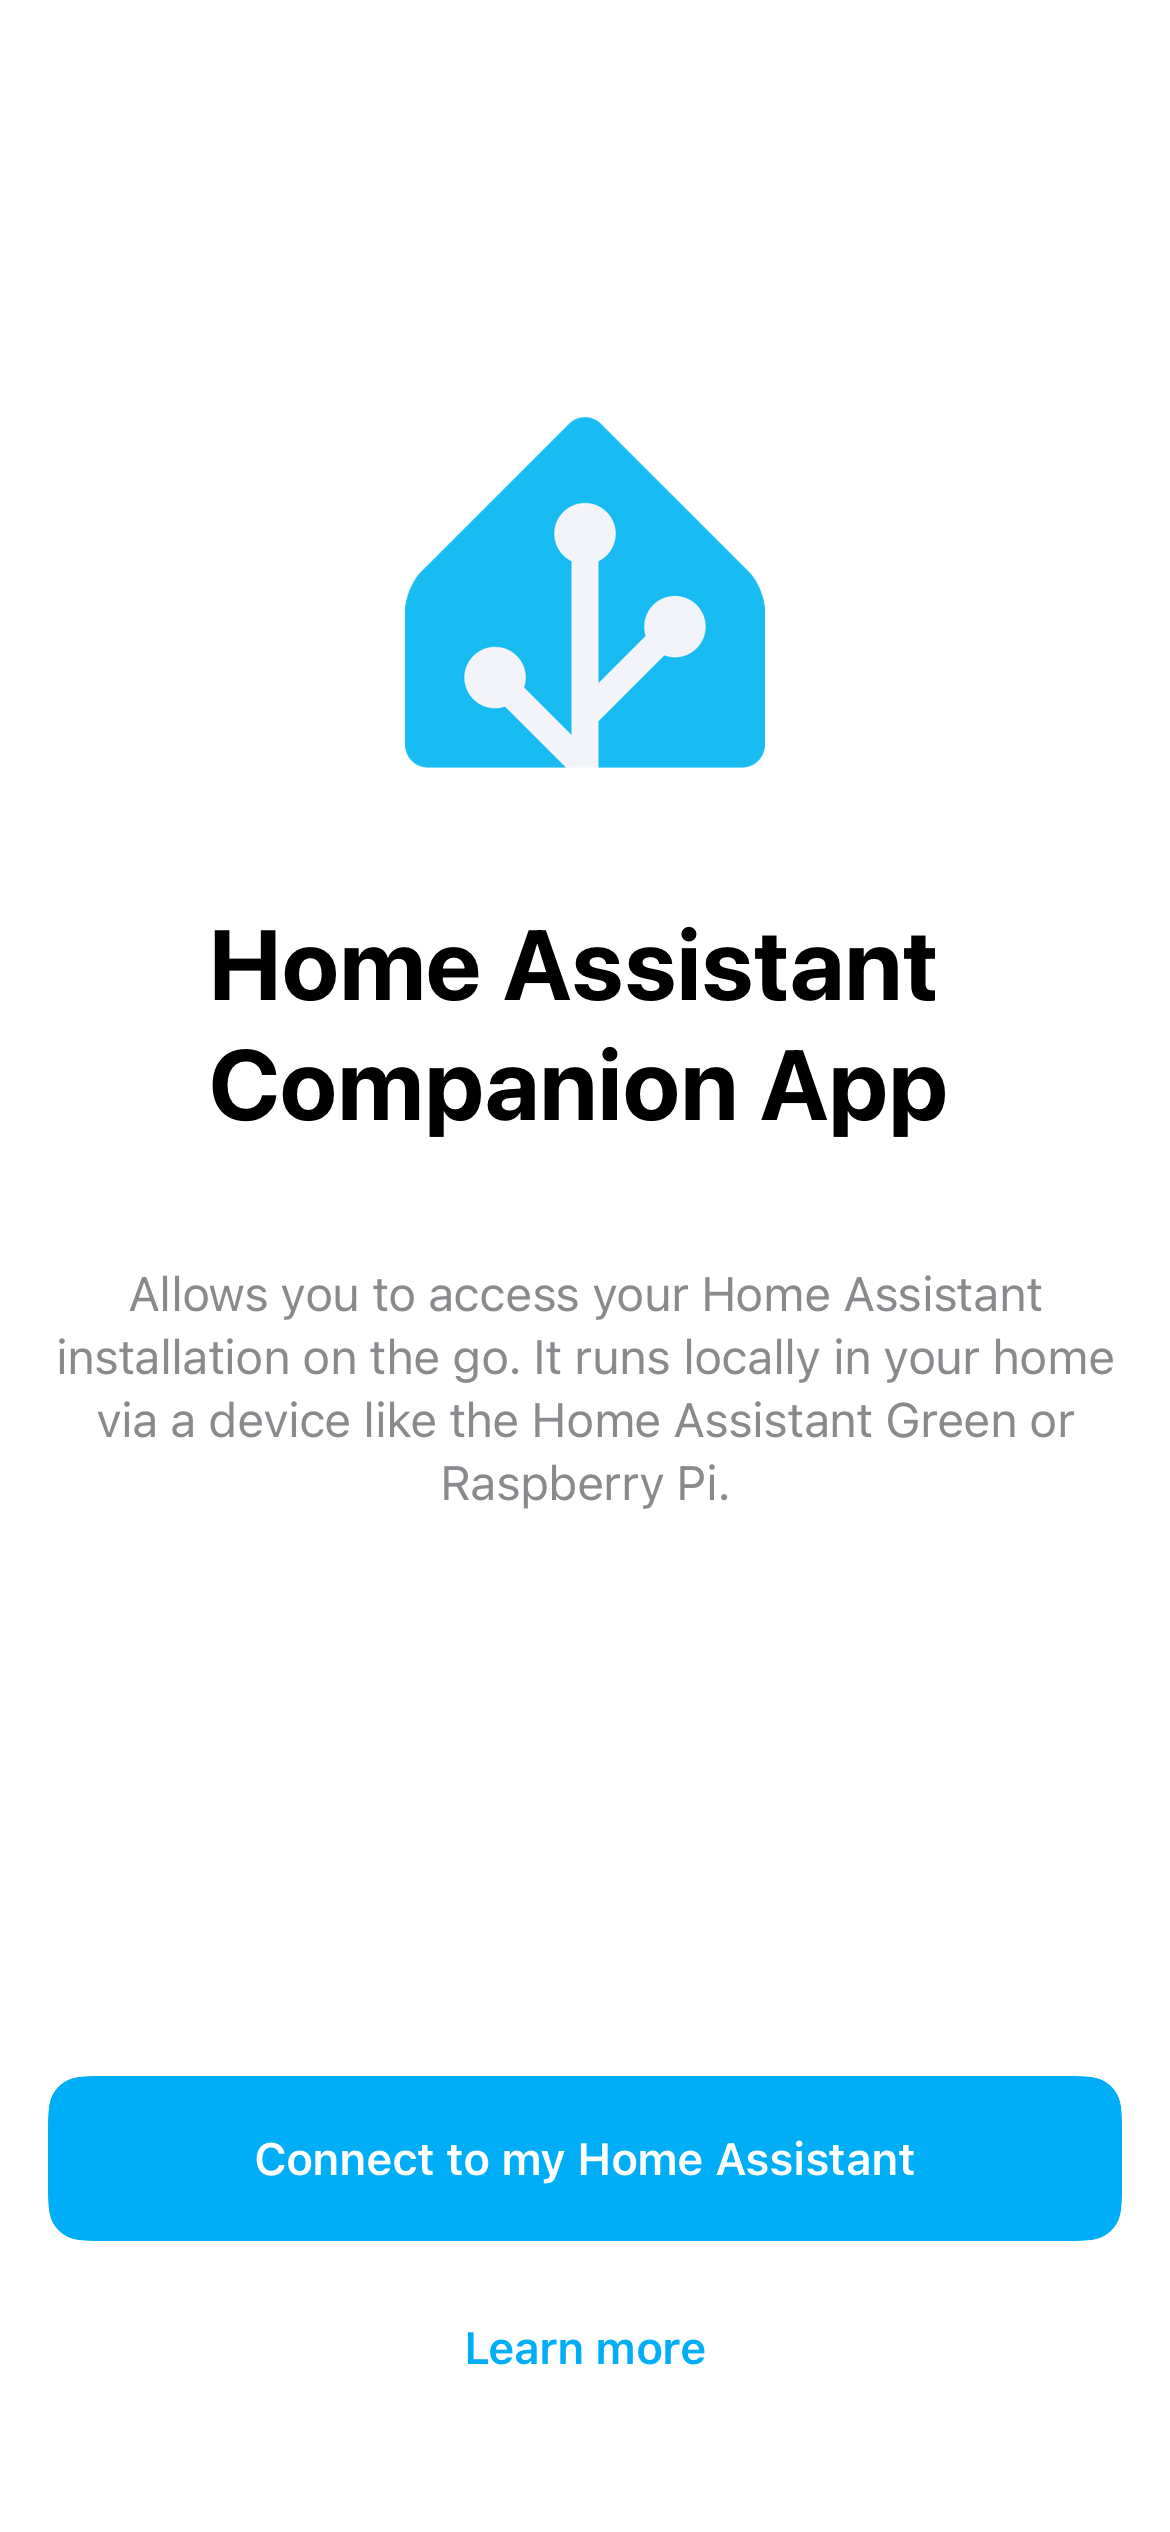 Home Assistant
Companion App
Allows you to access your Home Assistant
installation on the go. It runs locally in your home
via a device like the Home Assistant Green or
Raspberry Pi.
Connect to my Home Assistant
Learn more